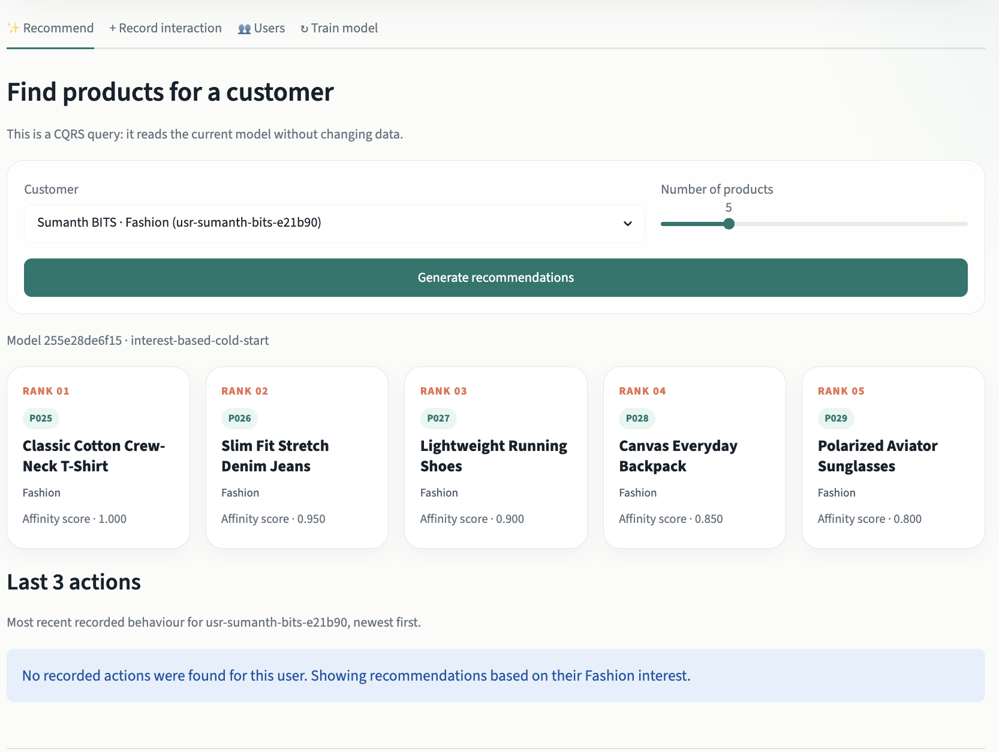 ✨ Recommend + Record interaction 👥 Users ↻ Train model
Find products for a customer
This is a CQRS query: it reads the current model without changing data.
Customer
Sumanth BITS · Fashion (usr-sumanth-bits-e21b90)
Number of products
5
Generate recommendations
Model 255e28de6f15 · interest-based-cold-start
RANK 01
P025
Classic Cotton Crew-
Neck T-Shirt
Fashion
Affinity score · 1.000
RANK 02
P026
Slim Fit Stretch
Denim Jeans
Fashion
Affinity score · 0.950
RANK 03
P027
Lightweight Running
Shoes
Fashion
Affinity score · 0.900
RANK 04
P028
Canvas Everyday
Backpack
Fashion
Affinity score · 0.850
RANK 05
P029
Polarized Aviator
Sunglasses
Fashion
Affinity score · 0.800
Last 3 actions
Most recent recorded behaviour for usr-sumanth-bits-e21b90, newest first.
No recorded actions were found for this user. Showing recommendations based on their Fashion interest.